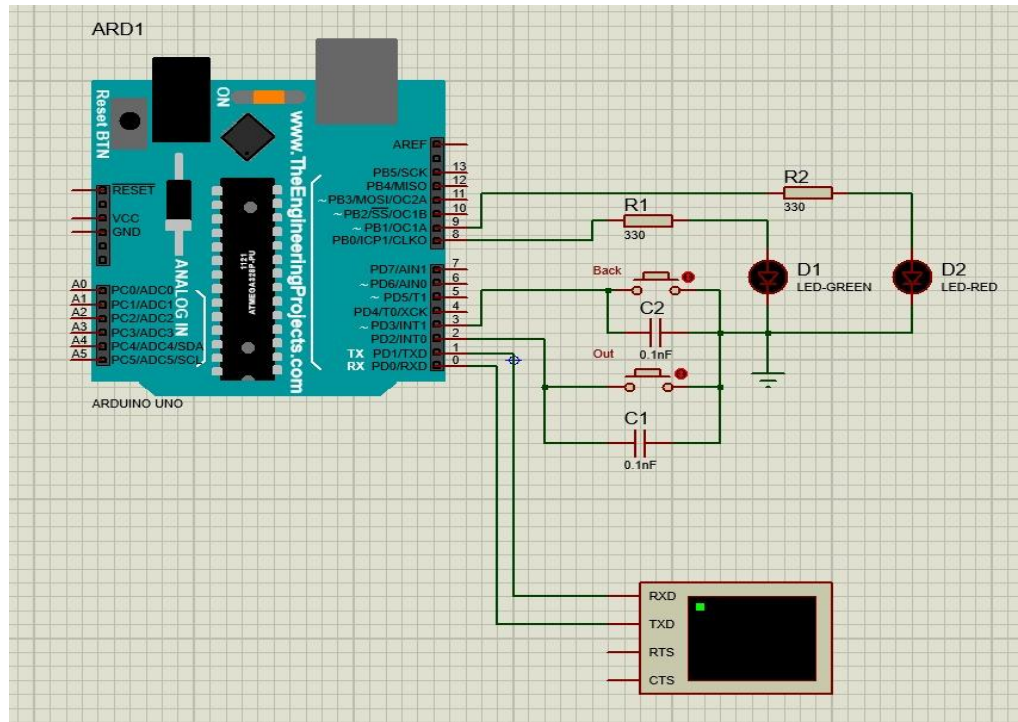 ARD1
Reset BTN
ON
www.TheEngineeringProjects.com
1121
ATMEGA328P-PU
ANALOG IN
RESET
VCC
GND
A0 PC0/ADC0
A1 PC1/ADC1
A2 PC2/ADC2
A3 PC3/ADC3
A4 PC4/ADC4/SDA
A5 PC5/ADC5/SCL
AREF
PB5/SCK 13
PB4/MISO 12
~PB3/MOSI/OC2A 11
~PB2/SS/OC1B 10
~PB1/OC1A 9
PB0/ICP1/CLKO 8
PD7/AIN1 7
~PD6/AIN0 6
~PD5/T1 5
PD4/T0/XCK 4
~PD3/INT1 3
PD2/INT0 2
TX PD1/TXD 1
RX PD0/RXD 0
ARDUINO UNO
R2
330
R1
330
D1
LED-GREEN
D2
LED-RED
Back
C2
0.1nF
Out
C1
0.1nF
RXD
TXD
RTS
CTS